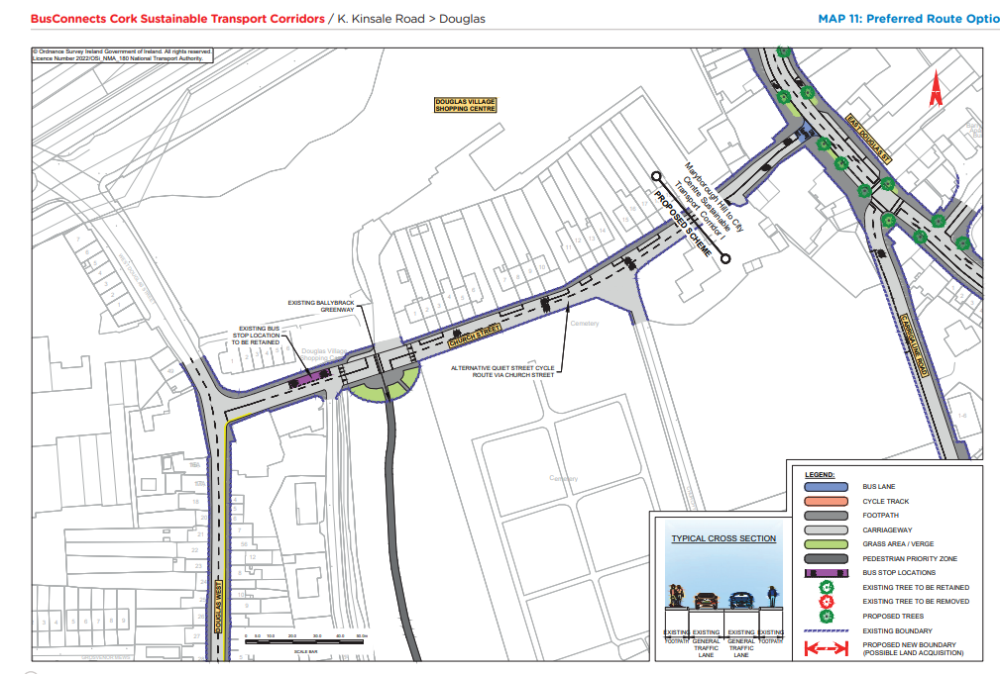 BusConnects Cork Sustainable Transport Corridors / K. Kinsale Road > Douglas
MAP 11: Preferred Route Optio
© Ordnance Survey Ireland Government of Ireland. All rights reserved.
Licence Number 2022/OSI_NMA_180 National Transport Authority.
DOUGLAS VILLAGE
SHOPPING CENTRE
EAST DOUGLAS ST
Maryborough Hill to City
Centre Sustainable
Transport Corridor I
PROPOSED SCHEME
EXISTING BALLYBRACK
GREENWAY
EXISTING BUS
STOP LOCATION
TO BE RETAINED
Douglas Village
Shopping
CHURCH STREET
Cemetery
ALTERNATIVE QUIET STREET CYCLE
ROUTE VIA CHURCH STREET
CARRIGALINE ROAD
Cemetery
DOUGLAS WEST
SCALE BAR
TYPICAL CROSS SECTION
EXISTING EXISTING EXISTING EXISTING
FOOTPATH GENERAL GENERAL FOOTPATH
TRAFFIC TRAFFIC
LANE LANE
LEGEND:
BUS LANE
CYCLE TRACK
FOOTPATH
CARRIAGEWAY
GRASS AREA / VERGE
PEDESTRIAN PRIORITY ZONE
BUS STOP LOCATIONS
EXISTING TREE TO BE RETAINED
EXISTING TREE TO BE REMOVED
PROPOSED TREES
EXISTING BOUNDARY
PROPOSED NEW BOUNDARY
(POSSIBLE LAND ACQUISITION)